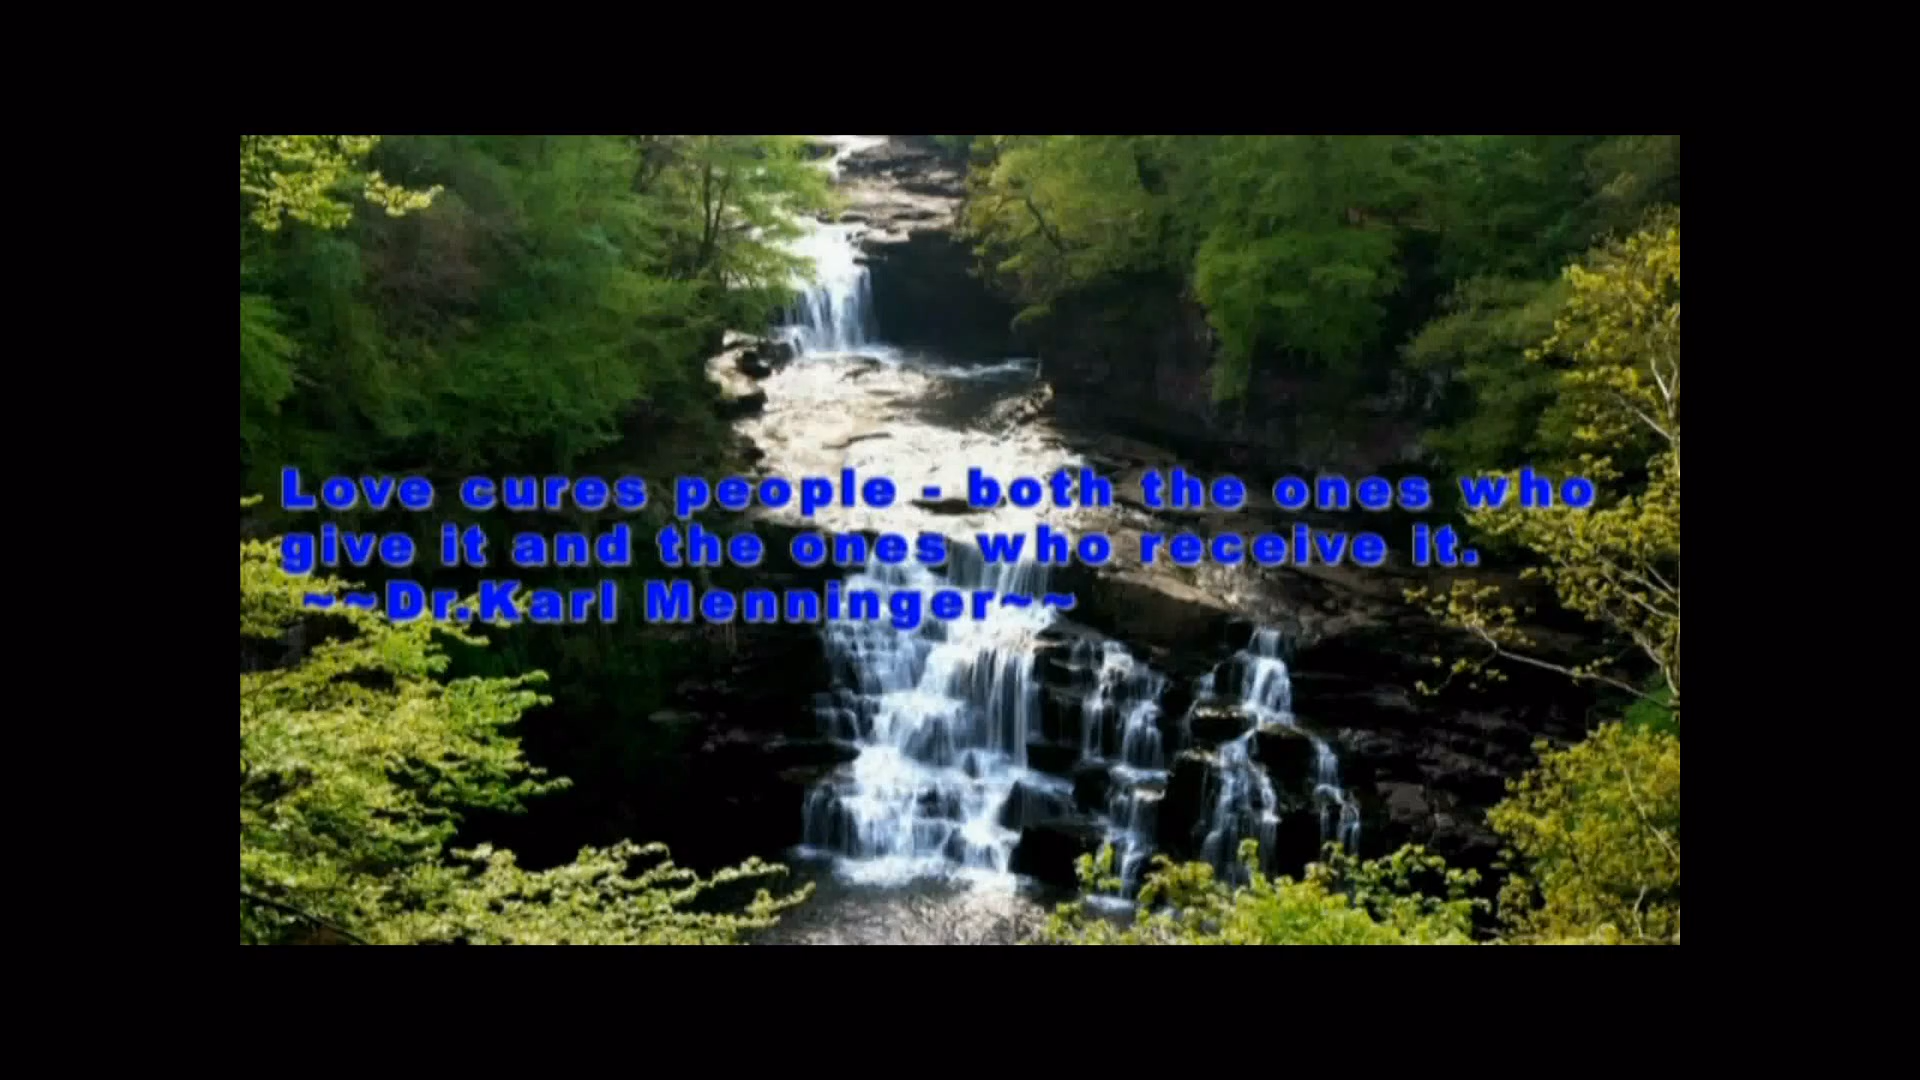 Love cures people - both the ones who
give it and the ones who receive it.
~~Dr.Karl Menninger~~